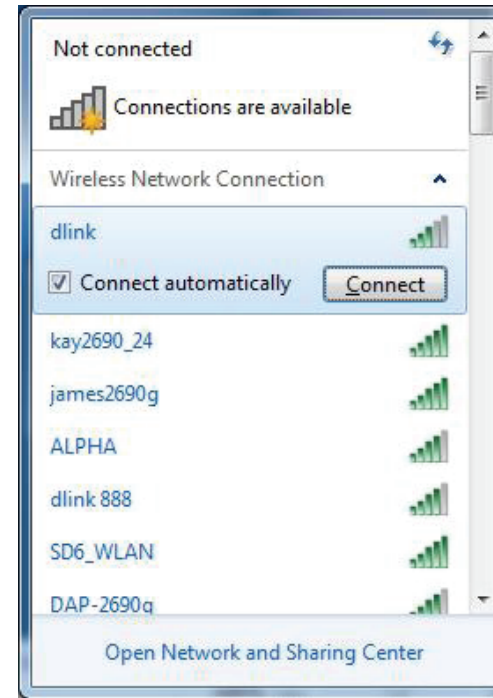 Not connected
Connections are available
Wireless Network Connection
dlink
Connect automatically Connect
kay2690_24
james2690g
ALPHA
dlink 888
SD6_WLAN
DAP-2690g
Open Network and Sharing Center